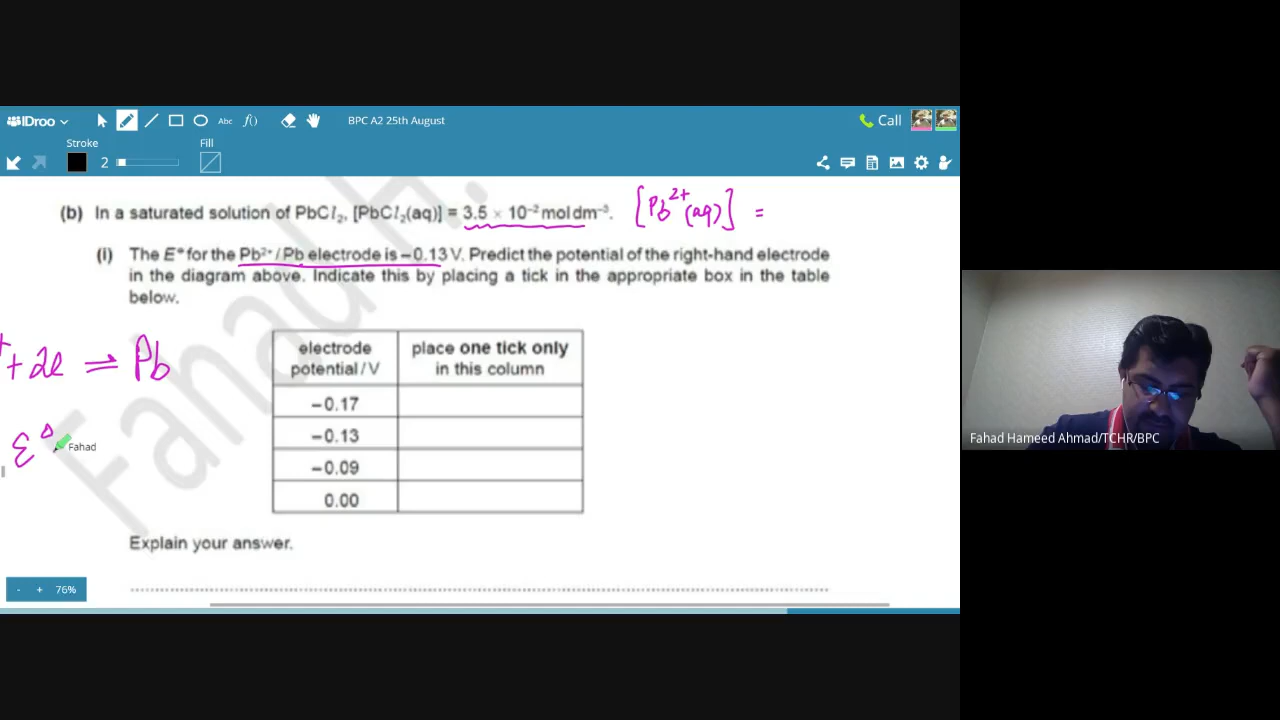 IDroo
Abc
f()
BPC A2 25th August
Call
Stroke
Fill
2
(b) In a saturated solution of PbCl₂, [PbCl₂(aq)] = 3.5 × 10⁻² mol dm⁻³. [Pb²⁺(aq)] =
(i) The E° for the Pb²⁺/Pb electrode is −0.13 V. Predict the potential of the right-hand electrode
in the diagram above. Indicate this by placing a tick in the appropriate box in the table
below.
+ 2e ⇌ Pb
electrode potential/V
place one tick only in this column
−0.17
−0.13
−0.09
0.00
E°
Fahad
Explain your answer.
- + 76%
Fahad H.
Fahad Hameed Ahmad/TCHR/BPC